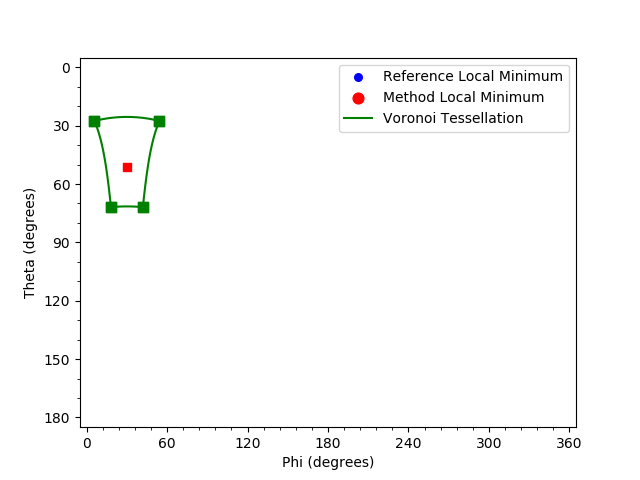 Reference Local Minimum
Method Local Minimum
Voronoi Tessellation
Theta (degrees)
0
30
60
90
120
150
180
0 60 120 180 240 300 360
Phi (degrees)